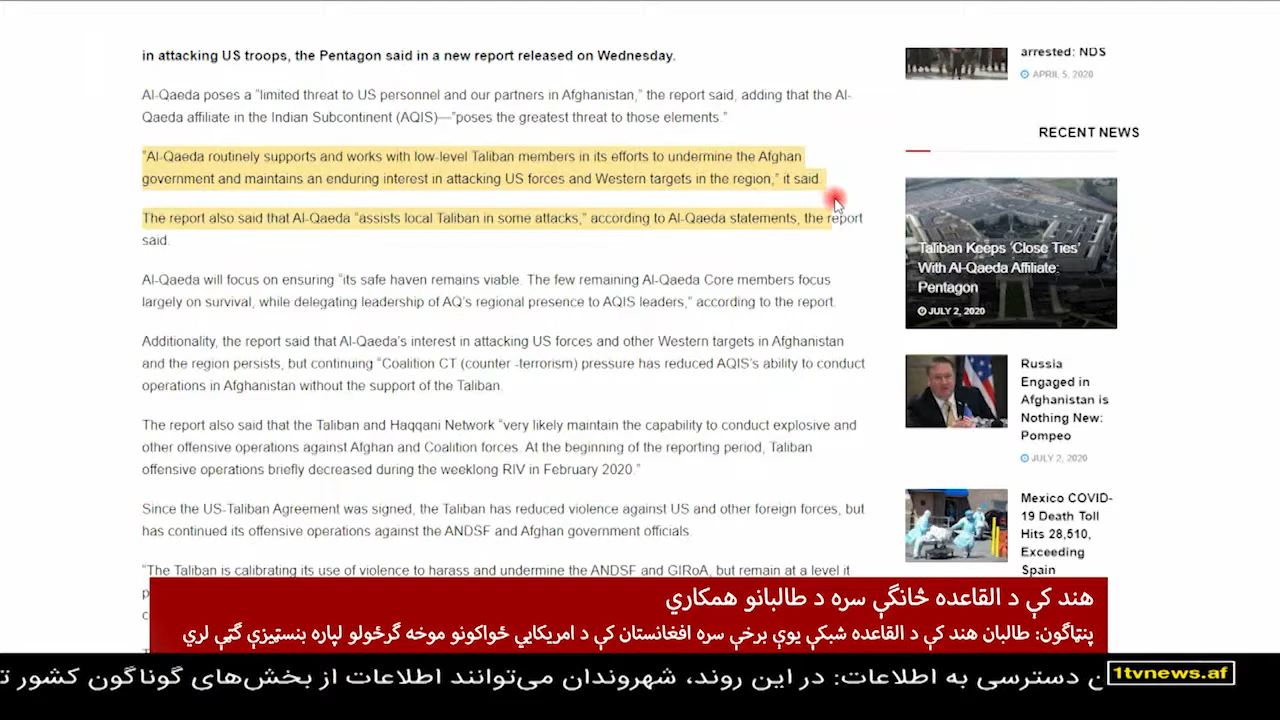 in attacking US troops, the Pentagon said in a new report released on Wednesday.
Al-Qaeda poses a “limited threat to US personnel and our partners in Afghanistan,” the report said, adding that the Al-
Qaeda affiliate in the Indian Subcontinent (AQIS)—“poses the greatest threat to those elements.”
“Al-Qaeda routinely supports and works with low-level Taliban members in its efforts to undermine the Afghan
government and maintains an enduring interest in attacking US forces and Western targets in the region,” it said.
The report also said that Al-Qaeda “assists local Taliban in some attacks,” according to Al-Qaeda statements, the report
said.
Al-Qaeda will focus on ensuring “its safe haven remains viable. The few remaining Al-Qaeda Core members focus
largely on survival, while delegating leadership of AQ’s regional presence to AQIS leaders,” according to the report.
Additionality, the report said that Al-Qaeda’s interest in attacking US forces and other Western targets in Afghanistan
and the region persists, but continuing “Coalition CT (counter -terrorism) pressure has reduced AQIS’s ability to conduct
operations in Afghanistan without the support of the Taliban.
The report also said that the Taliban and Haqqani Network “very likely maintain the capability to conduct explosive and
other offensive operations against Afghan and Coalition forces. At the beginning of the reporting period, Taliban
offensive operations briefly decreased during the weeklong RIV in February 2020.”
Since the US-Taliban Agreement was signed, the Taliban has reduced violence against US and other foreign forces, but
has continued its offensive operations against the ANDSF and Afghan government officials.
“The Taliban is calibrating its use of violence to harass and undermine the ANDSF and GIRoA, but remain at a level it
arrested: NDS
APRIL 5, 2020
RECENT NEWS
Taliban Keeps ‘Close Ties’
With Al-Qaeda Affiliate:
Pentagon
JULY 2, 2020
Russia
Engaged in
Afghanistan is
Nothing New:
Pompeo
JULY 2, 2020
Mexico COVID-
19 Death Toll
Hits 28,510,
Exceeding
Spain
هند کې د القاعده څانګې سره د طالبانو همکاري
پنټاګون: طالبان هند کې د القاعده شبکې يوې برخې سره افغانستان کې د امريکايي ځواکونو موخه ګرځولو لپاره بنسټيزې ګټې لري
دسترسی به اطلاعات: در این روند، شهروندان می‌توانند اطلاعات از بخش‌های گوناگون کشور
1tvnews.af